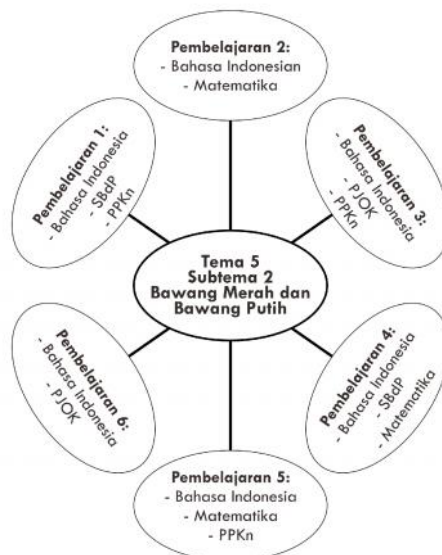 Pembelajaran 2:
- Bahasa Indonesian
- Matematika
Pembelajaran 1:
- Bahasa Indonesia
- SBdP
- PPKn
Pembelajaran 3:
- Bahasa Indonesia
- PJOK
- PPKn
Tema 5
Subtema 2
Bawang Merah dan
Bawang Putih
Pembelajaran 6:
- Bahasa Indonesia
- PJOK
Pembelajaran 4:
- Bahasa Indonesia
- SBdP
- Matematika
Pembelajaran 5:
- Bahasa Indonesia
- Matematika
- PPKn